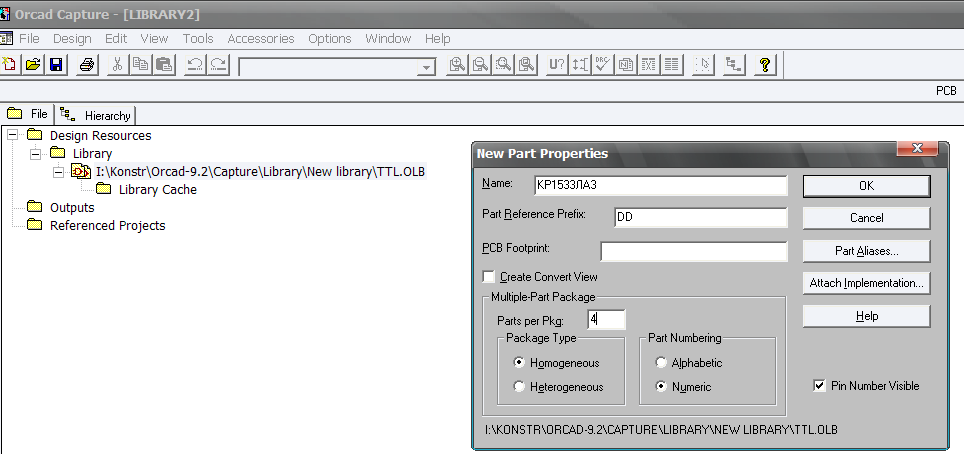 Orcad Capture - [LIBRARY2]
File Design Edit View Tools Accessories Options Window Help
U? DRC ?
PCB
File Hierarchy
Design Resources
Library
I:\Konstr\Orcad-9.2\Capture\Library\New library\TTL.OLB
Library Cache
Outputs
Referenced Projects
New Part Properties
Name: КР1533ЛА3 OK
Part Reference Prefix: DD Cancel
PCB Footprint: Part Aliases...
Create Convert View Attach Implementation...
Multiple-Part Package Help
Parts per Pkg: 4
Package Type Part Numbering
Homogeneous Alphabetic
Heterogeneous Numeric Pin Number Visible
I:\KONSTR\ORCAD-9.2\CAPTURE\LIBRARY\NEW LIBRARY\TTL.OLB